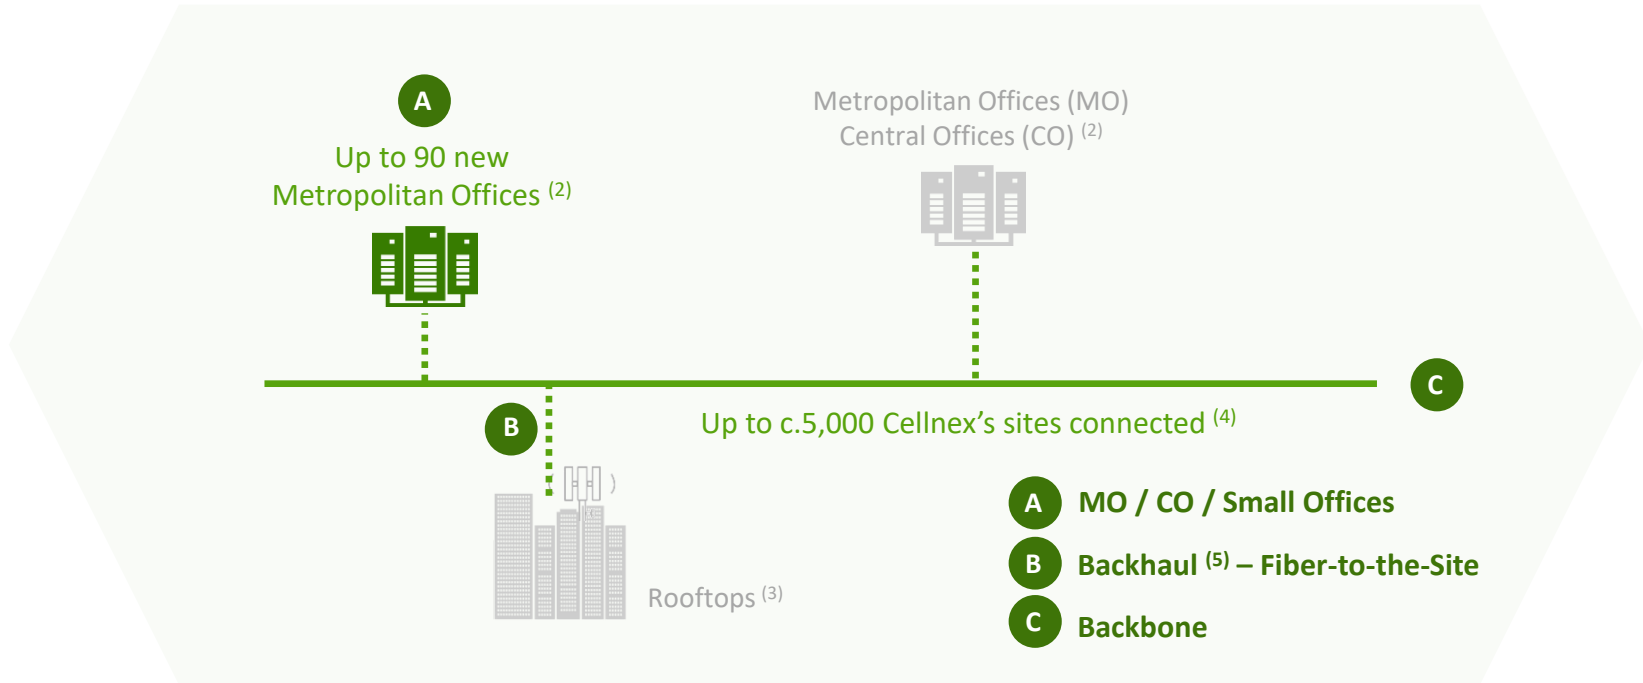 A
Up to 90 new
Metropolitan Offices (2)
Metropolitan Offices (MO)
Central Offices (CO) (2)
C
B
Up to c.5,000 Cellnex’s sites connected (4)
Rooftops (3)
A MO / CO / Small Offices
B Backhaul (5) – Fiber-to-the-Site
C Backbone